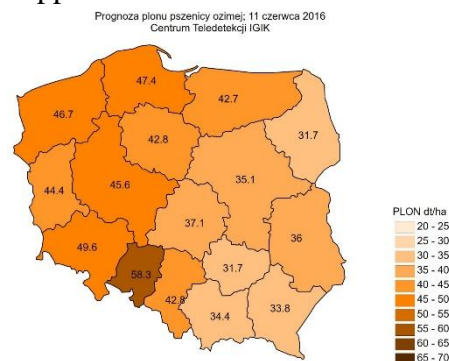 Prognoza plonu pszenicy ozimej; 11 czerwca 2016
Centrum Teledetekcji IGIK
47.4
46.7
42.7
31.7
42.8
35.1
44.4
45.6
37.1
36
49.6
58.3
31.7
42.8
34.4
33.8
PLON dt/ha
20 - 25
25 - 30
30 - 35
35 - 40
40 - 45
45 - 50
50 - 55
55 - 60
60 - 65
65 - 70